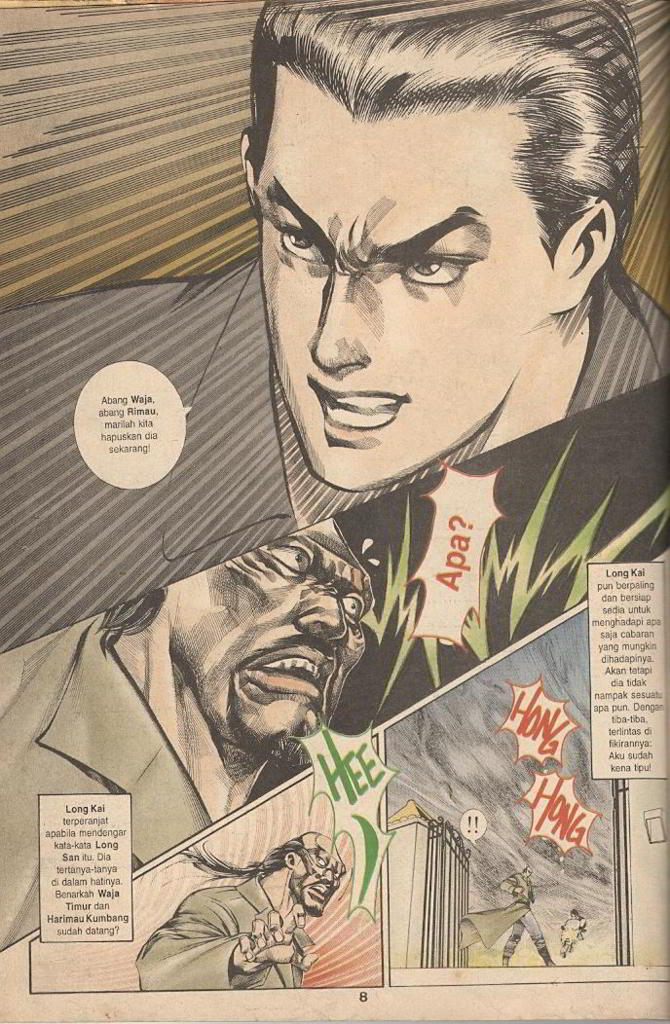 Abang Waja,
abang Rimau,
marilah kita
hapuskan dia
sekarang!
Apa?
Long Kai
terperanjat
apabila mendengar
kata-kata Long
San itu. Dia
tertanya-tanya
di dalam hatinya.
Benarkah Waja
Timur dan
Harimau Kumbang
sudah datang?
HEE
Long Kai
pun berpaling
dan bersiap
sedia untuk
menghadapi apa
saja cabaran
yang mungkin
dihadapinya.
Akan tetapi
dia tidak
nampak sesuatu
apa pun. Dengan
tiba-tiba,
terlintas di
fikirannya:
Aku sudah
kena tipu!
HONG
HONG
!!
8